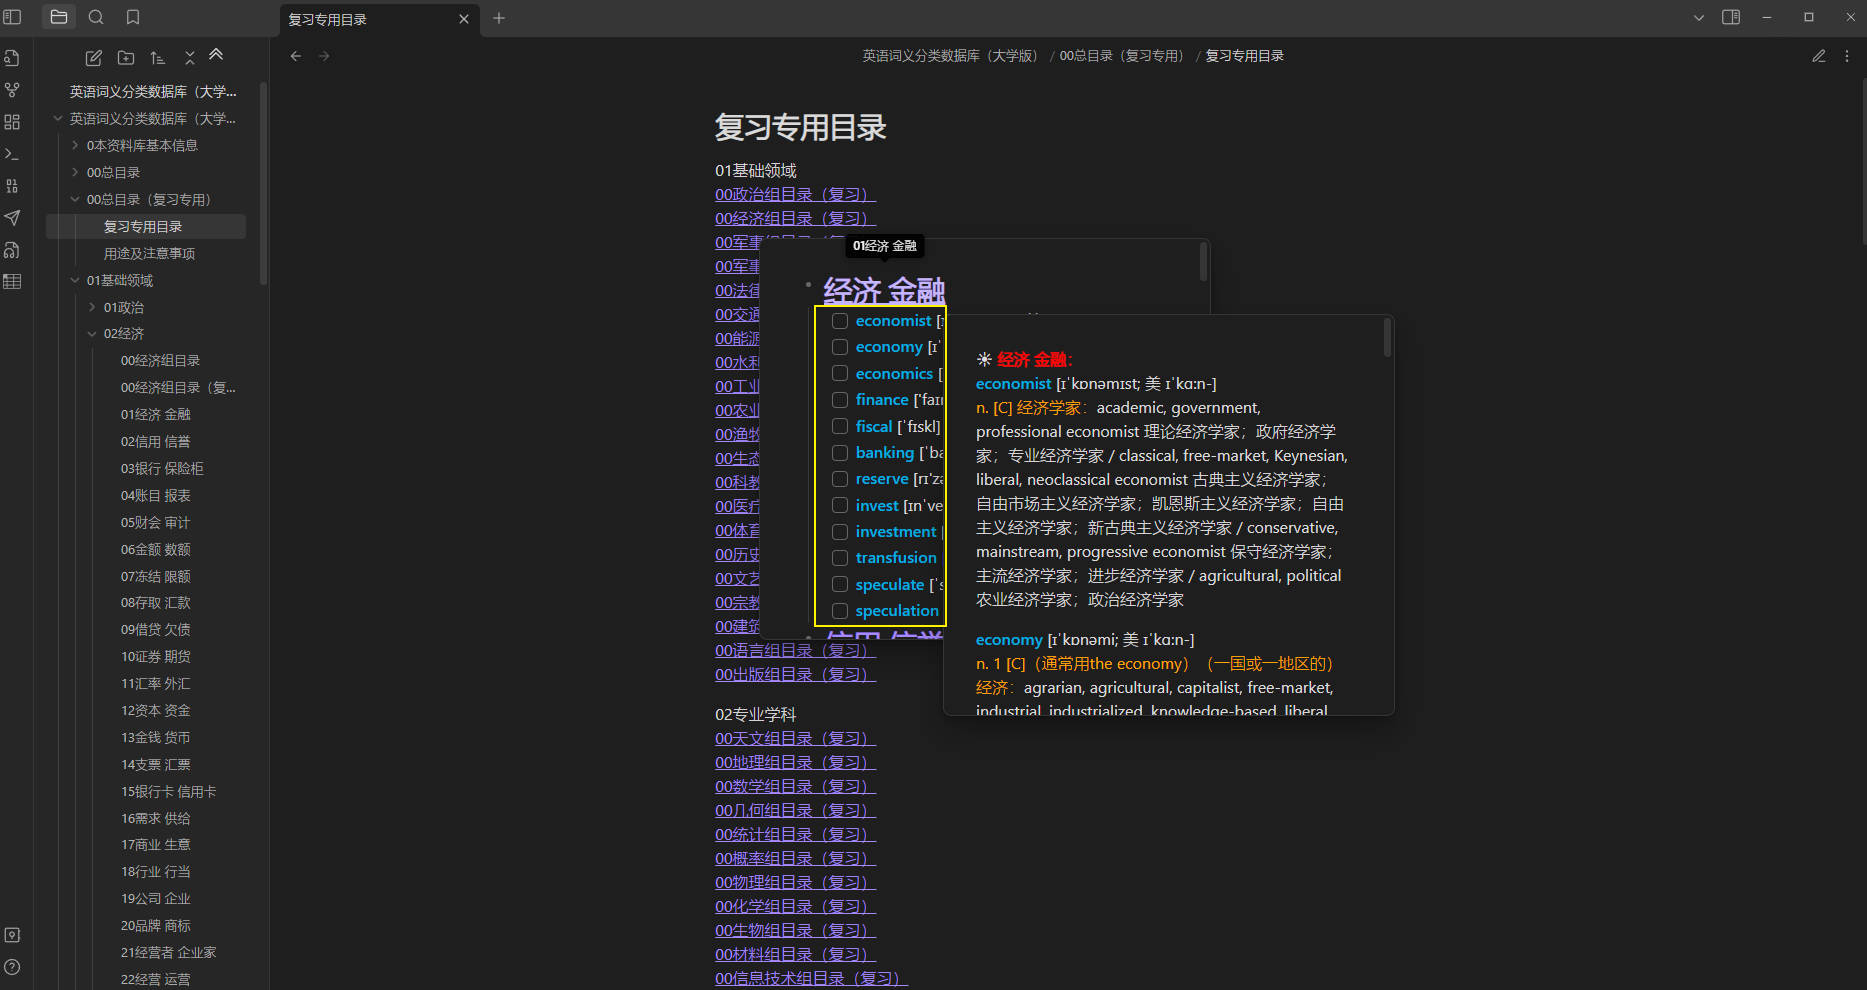 复习专用目录
英语词义分类数据库（大学版） / 00总目录（复习专用） / 复习专用目录
英语词义分类数据库（大学...
英语词义分类数据库（大学...
0本资料库基本信息
00总目录
00总目录（复习专用）
复习专用目录
用途及注意事项
01基础领域
01政治
02经济
00经济组目录
00经济组目录（复...
01经济 金融
02信用 信誉
03银行 保险柜
04账目 报表
05财会 审计
06金额 数额
07冻结 限额
08存取 汇款
09借贷 欠债
10证券 期货
11汇率 外汇
12资本 资金
13金钱 货币
14支票 汇票
15银行卡 信用卡
16需求 供给
17商业 生意
18行业 行当
19公司 企业
20品牌 商标
21经营者 企业家
22经营 运营
复习专用目录
01基础领域
00政治组目录（复习）
00经济组目录（复习）
00军事
00军事
00法律
00交通
00能源
00水利
00工业
00农业
00渔牧
00生态
00科教
00医疗
00体育
00历史
00文艺
00宗教
00建筑
00语言组目录（复习）
00出版组目录（复习）
02专业学科
00天文组目录（复习）
00地理组目录（复习）
00数学组目录（复习）
00几何组目录（复习）
00统计组目录（复习）
00概率组目录（复习）
00物理组目录（复习）
00化学组目录（复习）
00生物组目录（复习）
00材料组目录（复习）
00信息技术组目录（复习）
01经济 金融
经济 金融
economist [ɪ
economy [ɪˈ
economics [
finance ['faɪn
fiscal [ˈfɪskl]
banking [ˈbæ
reserve [rɪ'zə
invest [ɪnˈve
investment [
transfusion
speculate [ˈs
speculation
信用 信誉
☀ 经济 金融：
economist [ɪˈkɒnəmɪst; 美 ɪˈkɑːn-]
n. [C] 经济学家：academic, government,
professional economist 理论经济学家；政府经济学
家；专业经济学家 / classical, free-market, Keynesian,
liberal, neoclassical economist 古典主义经济学家；
自由市场主义经济学家；凯恩斯主义经济学家；自由
主义经济学家；新古典主义经济学家 / conservative,
mainstream, progressive economist 保守经济学家；
主流经济学家；进步经济学家 / agricultural, political
农业经济学家；政治经济学家
economy [ɪˈkɒnəmi; 美 ɪˈkɑːn-]
n. 1 [C]（通常用the economy）（一国或一地区的）
经济：agrarian, agricultural, capitalist, free-market,
industrial, industrialized, knowledge-based, liberal,